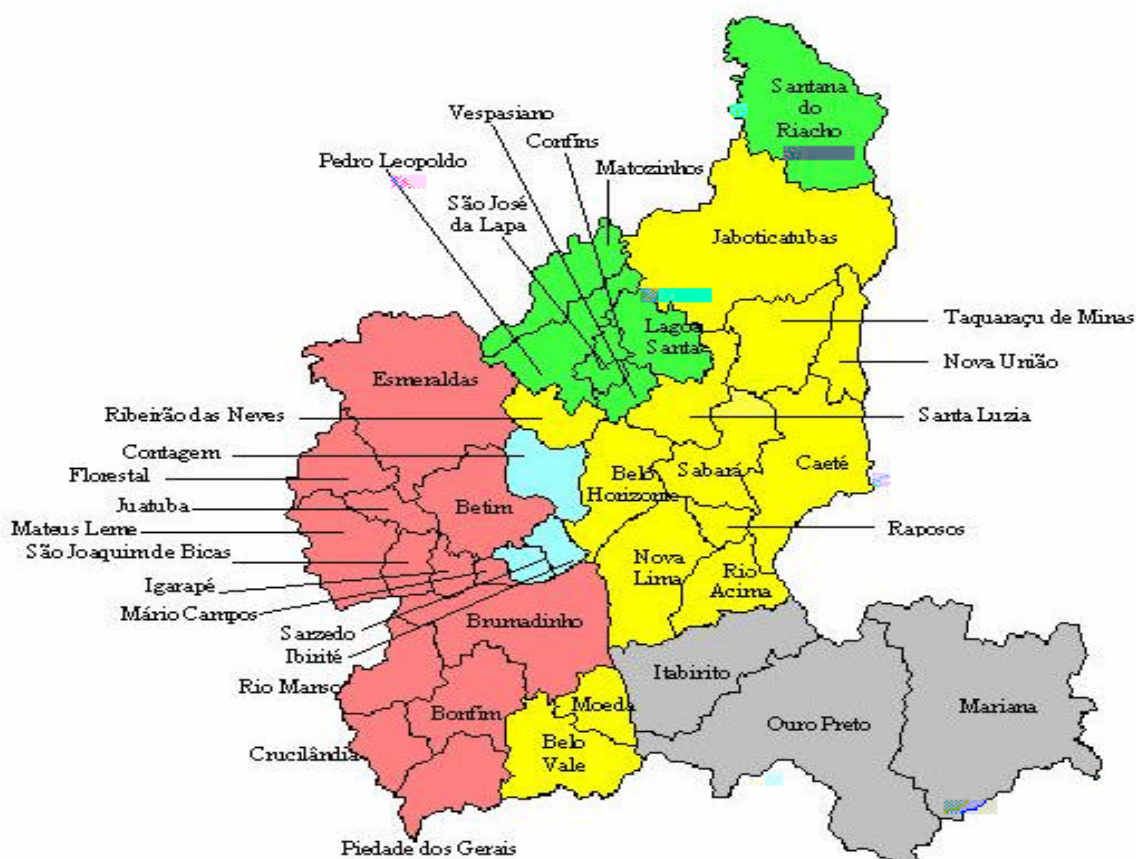 Santana
do
Riacho
Vespasiano
Confins
Pedro Leopoldo
Matozinhos
São José
da Lapa
Jaboticatubas
Taquaraçu de Minas
Lagoa
Santa
Nova União
Esmeraldas
Ribeirão das Neves
Santa Luzia
Contagem
Florestal
Belo
Horizonte
Sabará
Caeté
Juatuba
Betim
Mateus Leme
Raposos
São Joaquim de Bicas
Nova
Lima
Rio
Acima
Igarapé
Mário Campos
Sarzedo
Brumadinho
Ibirité
Itabirito
Rio Manso
Moeda
Mariana
Bonfim
Ouro Preto
Crucilândia
Belo
Vale
Piedade dos Gerais